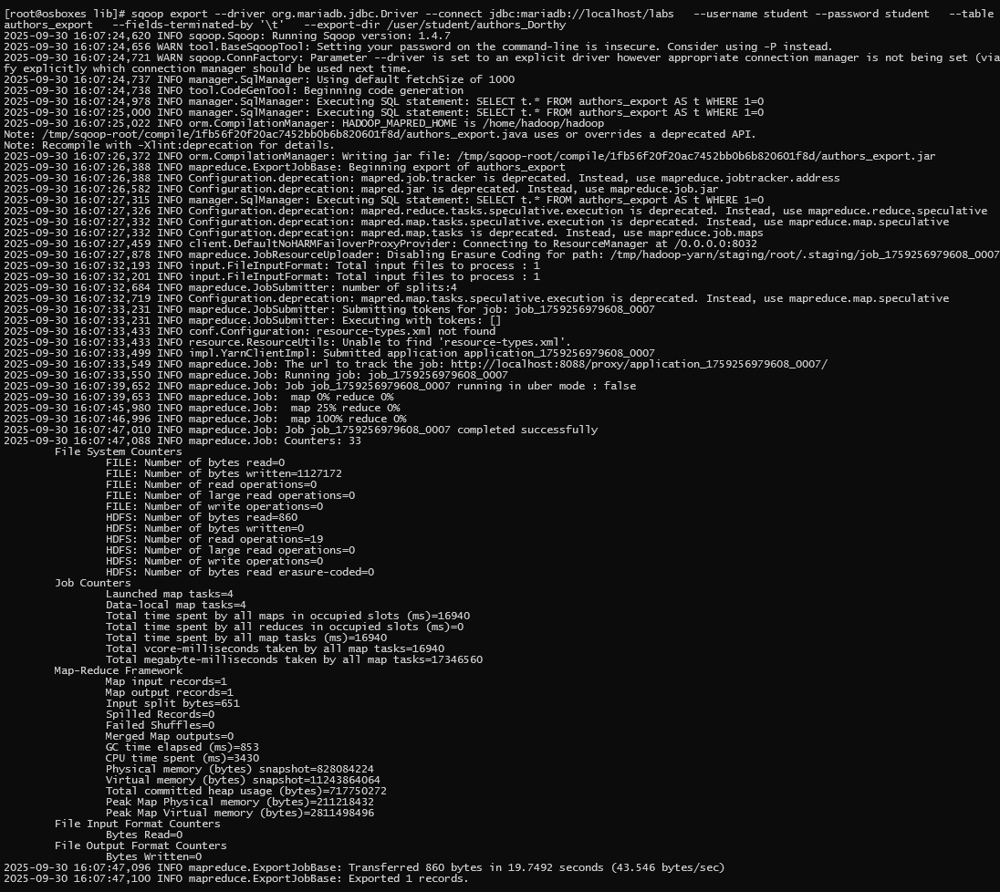 [root@osboxes lib]# sqoop export --driver org.mariadb.jdbc.Driver --connect jdbc:mariadb://localhost/labs   --username student --password student   --table
authors_export   --fields-terminated-by '\t'   --export-dir /user/student/authors_Dorthy
2025-09-30 16:07:24,620 INFO sqoop.Sqoop: Running Sqoop version: 1.4.7
2025-09-30 16:07:24,656 WARN tool.BaseSqoopTool: Setting your password on the command-line is insecure. Consider using -P instead.
2025-09-30 16:07:24,721 WARN sqoop.ConnFactory: Parameter --driver is set to an explicit driver however appropriate connection manager is not being set (via
fy explicitly which connection manager should be used next time.
2025-09-30 16:07:24,737 INFO manager.SqlManager: Using default fetchSize of 1000
2025-09-30 16:07:24,738 INFO tool.CodeGenTool: Beginning code generation
2025-09-30 16:07:24,978 INFO manager.SqlManager: Executing SQL statement: SELECT t.* FROM authors_export AS t WHERE 1=0
2025-09-30 16:07:25,000 INFO manager.SqlManager: Executing SQL statement: SELECT t.* FROM authors_export AS t WHERE 1=0
2025-09-30 16:07:25,022 INFO orm.CompilationManager: HADOOP_MAPRED_HOME is /home/hadoop/hadoop
Note: /tmp/sqoop-root/compile/1fb56f20f20ac7452bb0b6b820601f8d/authors_export.java uses or overrides a deprecated API.
Note: Recompile with -Xlint:deprecation for details.
2025-09-30 16:07:26,372 INFO orm.CompilationManager: Writing jar file: /tmp/sqoop-root/compile/1fb56f20f20ac7452bb0b6b820601f8d/authors_export.jar
2025-09-30 16:07:26,388 INFO mapreduce.ExportJobBase: Beginning export of authors_export
2025-09-30 16:07:26,388 INFO Configuration.deprecation: mapred.job.tracker is deprecated. Instead, use mapreduce.jobtracker.address
2025-09-30 16:07:26,582 INFO Configuration.deprecation: mapred.jar is deprecated. Instead, use mapreduce.job.jar
2025-09-30 16:07:27,315 INFO manager.SqlManager: Executing SQL statement: SELECT t.* FROM authors_export AS t WHERE 1=0
2025-09-30 16:07:27,326 INFO Configuration.deprecation: mapred.reduce.tasks.speculative.execution is deprecated. Instead, use mapreduce.reduce.speculative
2025-09-30 16:07:27,332 INFO Configuration.deprecation: mapred.map.tasks.speculative.execution is deprecated. Instead, use mapreduce.map.speculative
2025-09-30 16:07:27,332 INFO Configuration.deprecation: mapred.map.tasks is deprecated. Instead, use mapreduce.job.maps
2025-09-30 16:07:27,459 INFO client.DefaultNoHARMFailoverProxyProvider: Connecting to ResourceManager at /0.0.0.0:8032
2025-09-30 16:07:27,878 INFO mapreduce.JobResourceUploader: Disabling Erasure Coding for path: /tmp/hadoop-yarn/staging/root/.staging/job_1759256979608_0007
2025-09-30 16:07:32,193 INFO input.FileInputFormat: Total input files to process : 1
2025-09-30 16:07:32,201 INFO input.FileInputFormat: Total input files to process : 1
2025-09-30 16:07:32,684 INFO mapreduce.JobSubmitter: number of splits:4
2025-09-30 16:07:32,719 INFO Configuration.deprecation: mapred.map.tasks.speculative.execution is deprecated. Instead, use mapreduce.map.speculative
2025-09-30 16:07:33,231 INFO mapreduce.JobSubmitter: Submitting tokens for job: job_1759256979608_0007
2025-09-30 16:07:33,231 INFO mapreduce.JobSubmitter: Executing with tokens: []
2025-09-30 16:07:33,433 INFO conf.Configuration: resource-types.xml not found
2025-09-30 16:07:33,433 INFO resource.ResourceUtils: Unable to find 'resource-types.xml'.
2025-09-30 16:07:33,499 INFO impl.YarnClientImpl: Submitted application application_1759256979608_0007
2025-09-30 16:07:33,549 INFO mapreduce.Job: The url to track the job: http://localhost:8088/proxy/application_1759256979608_0007/
2025-09-30 16:07:33,550 INFO mapreduce.Job: Running job: job_1759256979608_0007
2025-09-30 16:07:39,652 INFO mapreduce.Job: Job job_1759256979608_0007 running in uber mode : false
2025-09-30 16:07:39,653 INFO mapreduce.Job:  map 0% reduce 0%
2025-09-30 16:07:45,980 INFO mapreduce.Job:  map 25% reduce 0%
2025-09-30 16:07:46,996 INFO mapreduce.Job:  map 100% reduce 0%
2025-09-30 16:07:47,010 INFO mapreduce.Job: Job job_1759256979608_0007 completed successfully
2025-09-30 16:07:47,088 INFO mapreduce.Job: Counters: 33
File System Counters
FILE: Number of bytes read=0
FILE: Number of bytes written=1127172
FILE: Number of read operations=0
FILE: Number of large read operations=0
FILE: Number of write operations=0
HDFS: Number of bytes read=860
HDFS: Number of bytes written=0
HDFS: Number of read operations=19
HDFS: Number of large read operations=0
HDFS: Number of write operations=0
HDFS: Number of bytes read erasure-coded=0
Job Counters
Launched map tasks=4
Data-local map tasks=4
Total time spent by all maps in occupied slots (ms)=16940
Total time spent by all reduces in occupied slots (ms)=0
Total time spent by all map tasks (ms)=16940
Total vcore-milliseconds taken by all map tasks=16940
Total megabyte-milliseconds taken by all map tasks=17346560
Map-Reduce Framework
Map input records=1
Map output records=1
Input split bytes=651
Spilled Records=0
Failed Shuffles=0
Merged Map outputs=0
GC time elapsed (ms)=853
CPU time spent (ms)=3430
Physical memory (bytes) snapshot=828084224
Virtual memory (bytes) snapshot=11243864064
Total committed heap usage (bytes)=717750272
Peak Map Physical memory (bytes)=211218432
Peak Map Virtual memory (bytes)=2811498496
File Input Format Counters
Bytes Read=0
File Output Format Counters
Bytes Written=0
2025-09-30 16:07:47,096 INFO mapreduce.ExportJobBase: Transferred 860 bytes in 19.7492 seconds (43.546 bytes/sec)
2025-09-30 16:07:47,100 INFO mapreduce.ExportJobBase: Exported 1 records.